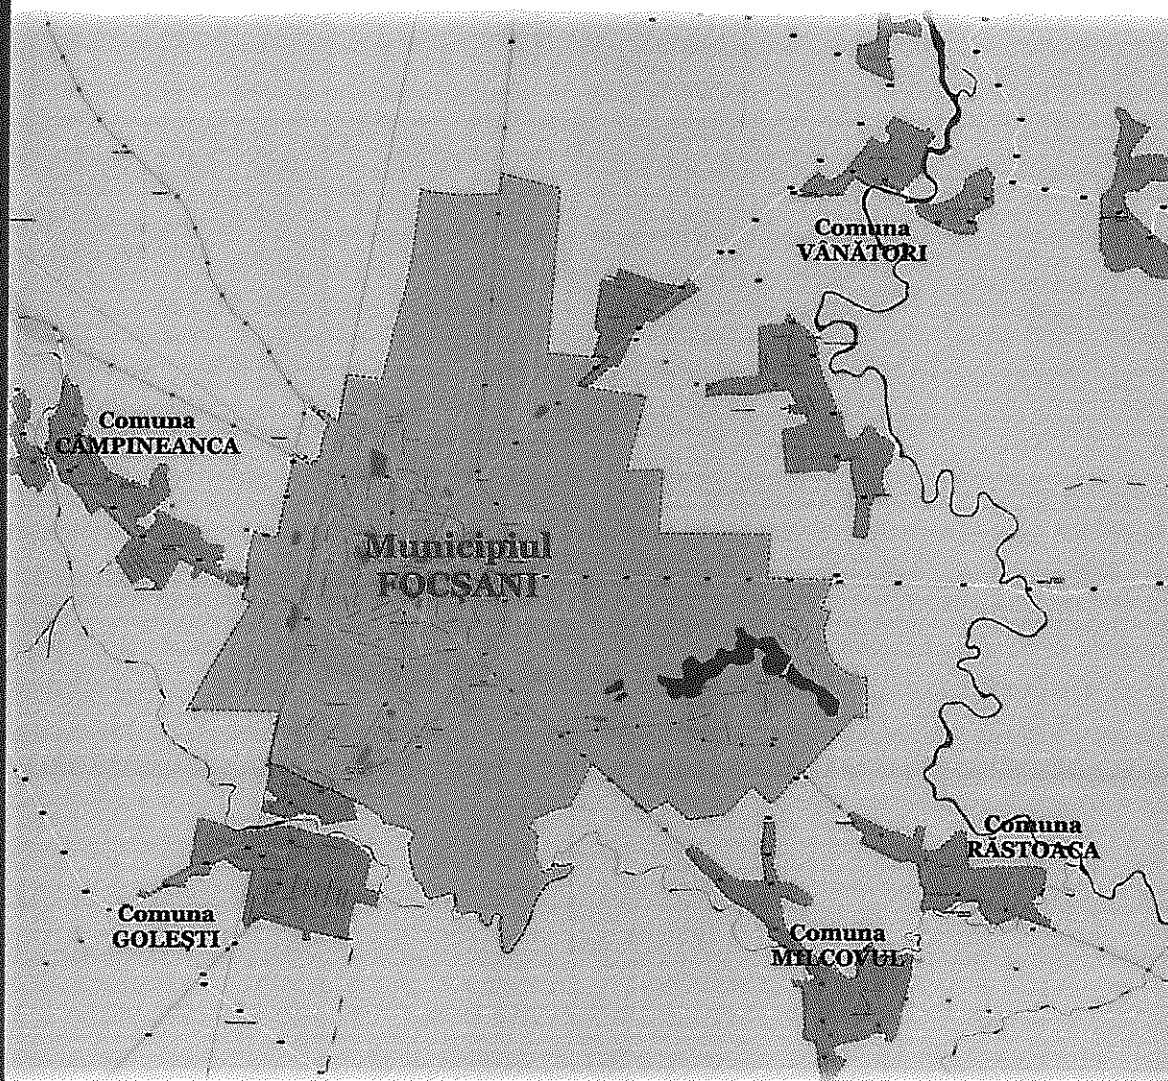 Comuna
VÂNĂTORI
Comuna
CÂMPINEANCA
Municipiul
FOCȘANI
Comuna
RĂSTOACA
Comuna
GOLEȘTI
Comuna
MILCOVUL